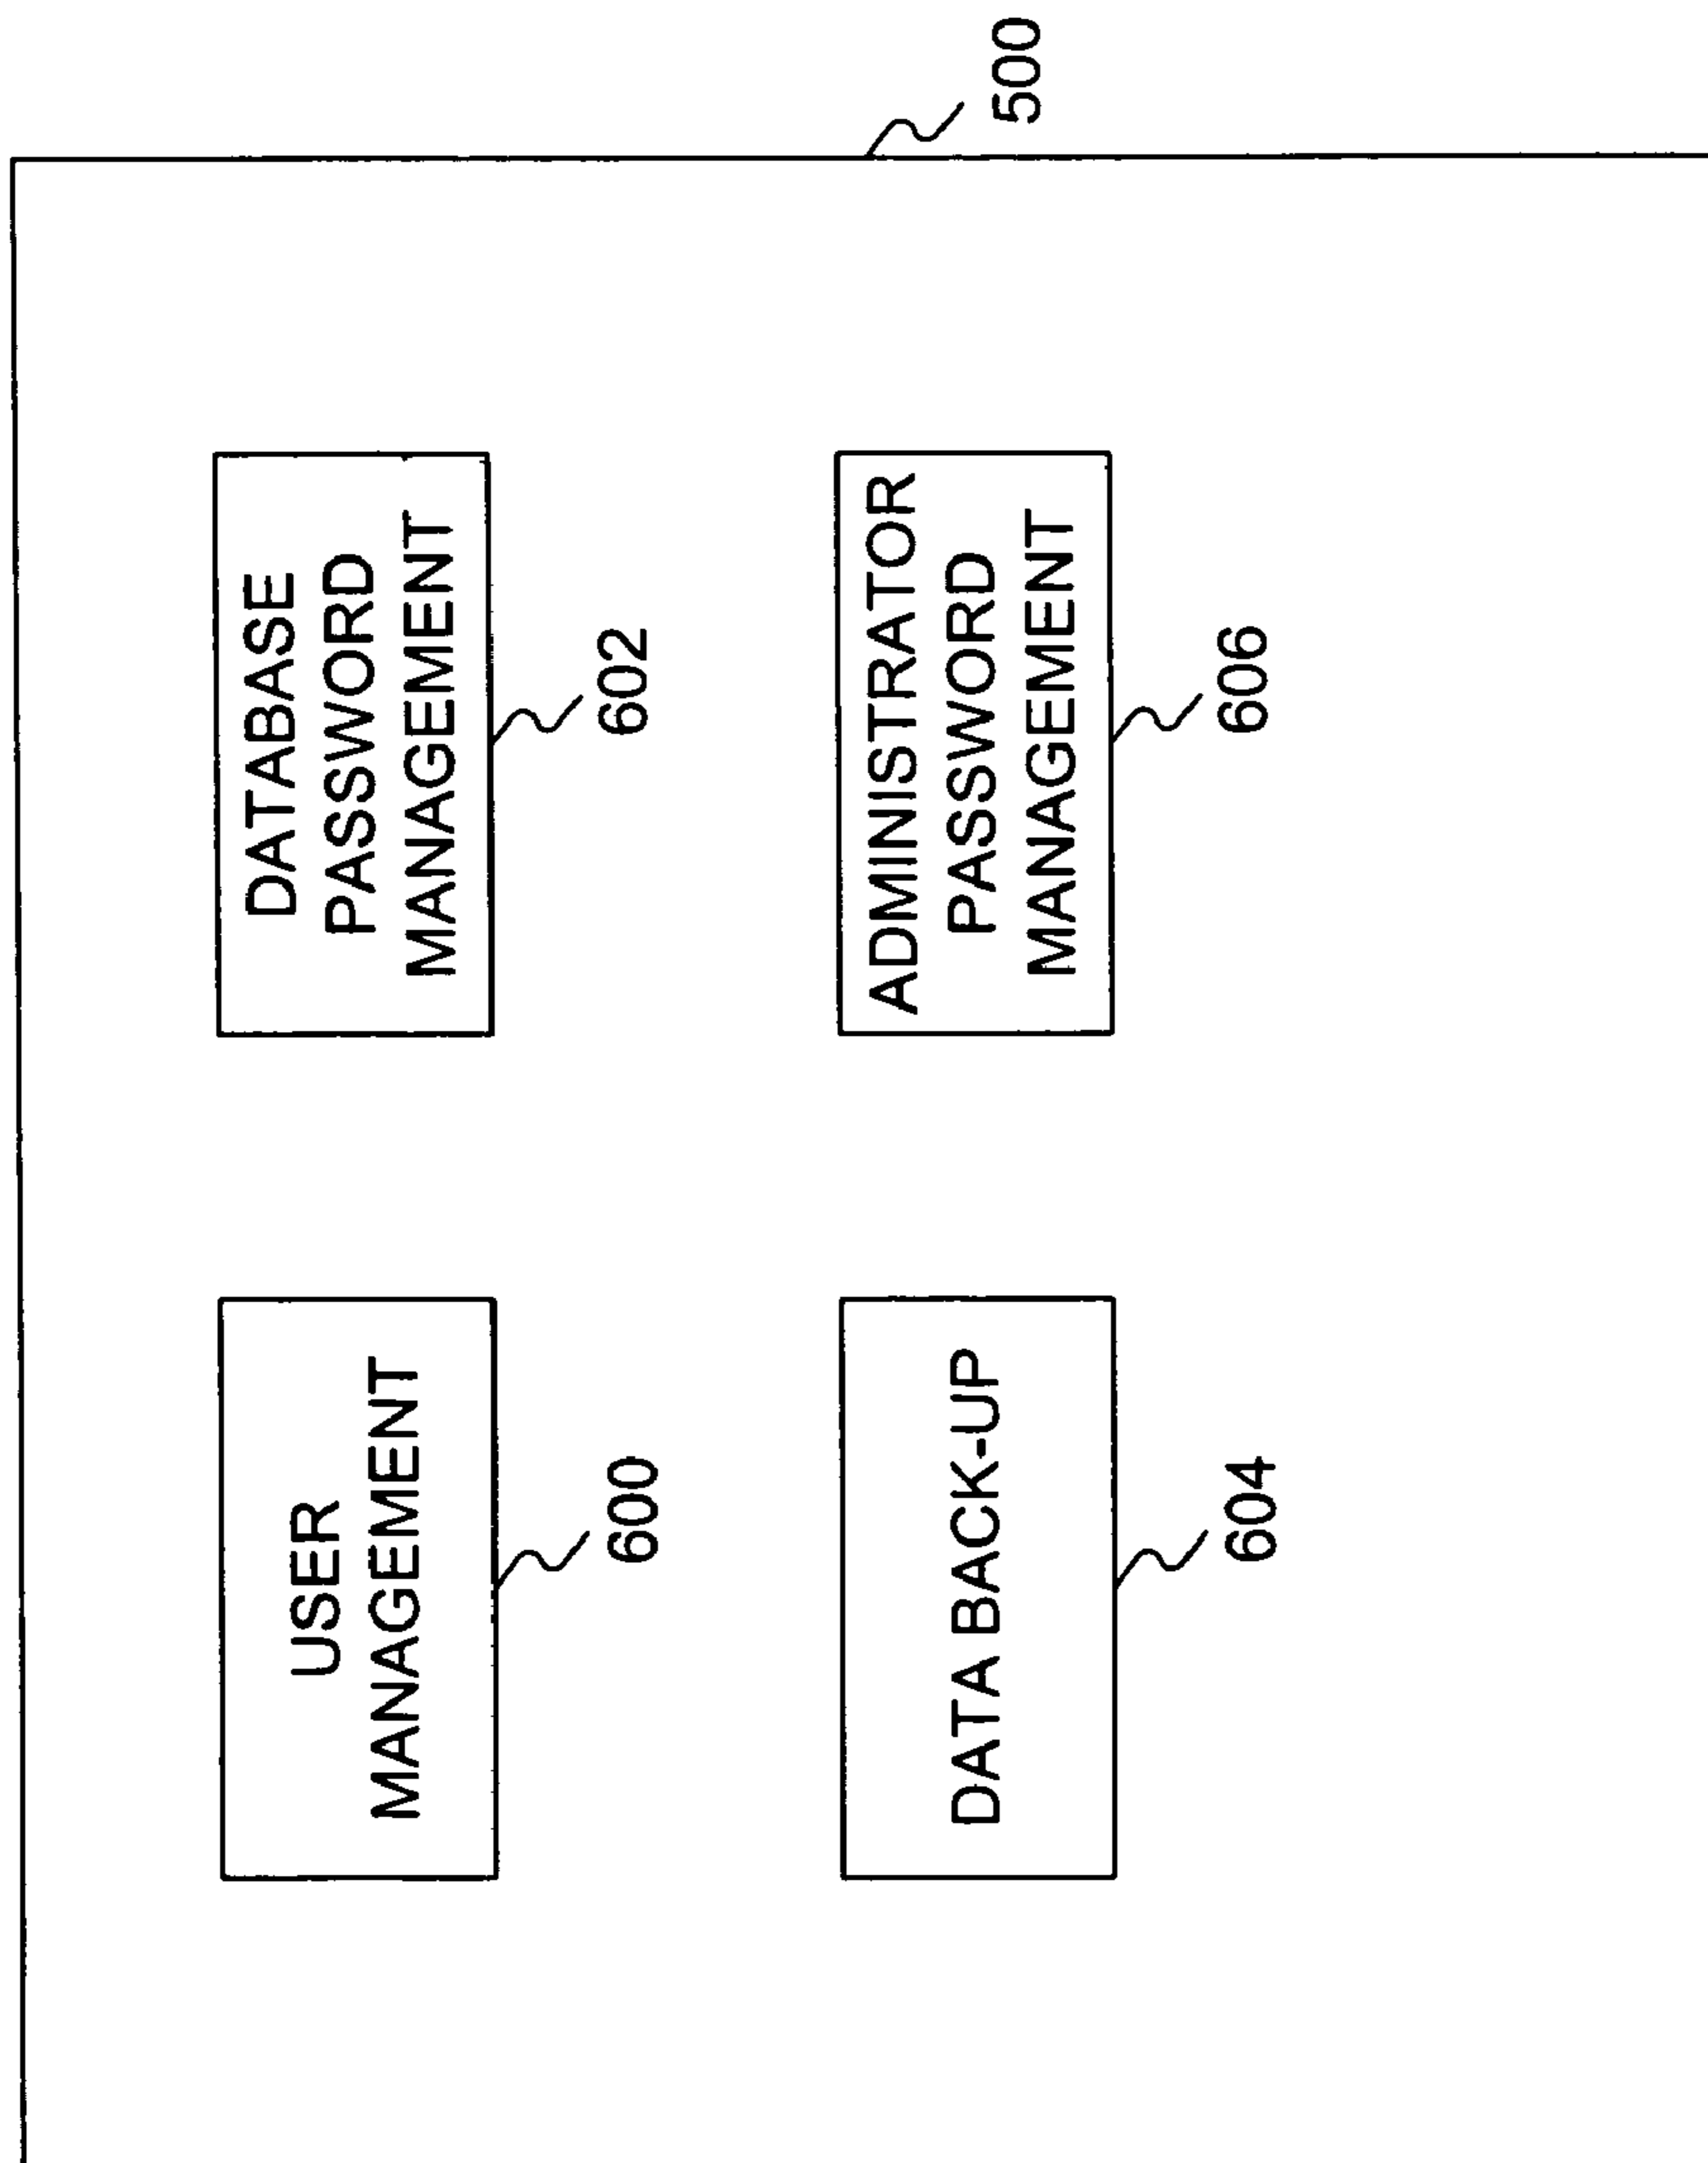 USER
MANAGEMENT
600
DATABASE
PASSWORD
MANAGEMENT
602
DATA BACK-UP
604
ADMINISTRATOR
PASSWORD
MANAGEMENT
606
500